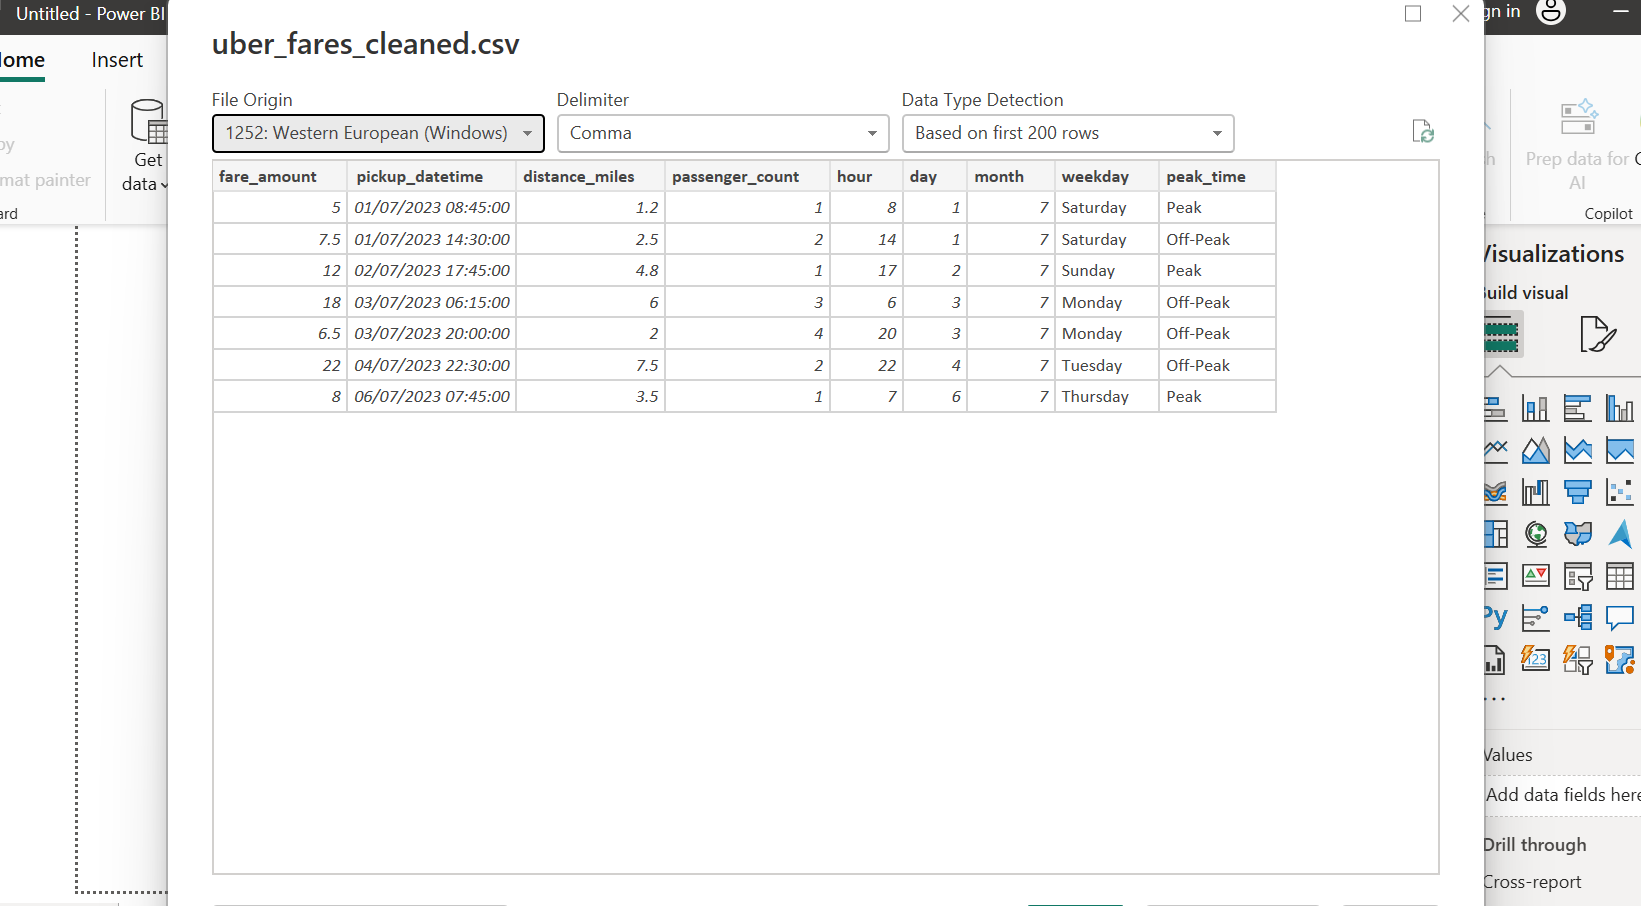 Untitled - Power BI
gn in
uber_fares_cleaned.csv
ome
Insert
File Origin
Delimiter
Data Type Detection
1252: Western European (Windows)
Comma
Based on first 200 rows
py
mat painter
ard
Get
data
h
Prep data for
AI
Copilot
fare_amount pickup_datetime distance_miles passenger_count hour day month weekday peak_time
5 01/07/2023 08:45:00 1.2 1 8 1 7 Saturday Peak
7.5 01/07/2023 14:30:00 2.5 2 14 1 7 Saturday Off-Peak
12 02/07/2023 17:45:00 4.8 1 17 2 7 Sunday Peak
18 03/07/2023 06:15:00 6 3 6 3 7 Monday Off-Peak
6.5 03/07/2023 20:00:00 2 4 20 3 7 Monday Off-Peak
22 04/07/2023 22:30:00 7.5 2 22 4 7 Tuesday Off-Peak
8 06/07/2023 07:45:00 3.5 1 7 6 7 Thursday Peak
Visualizations
Build visual
Py
123
...
Values
Add data fields here
Drill through
Cross-report